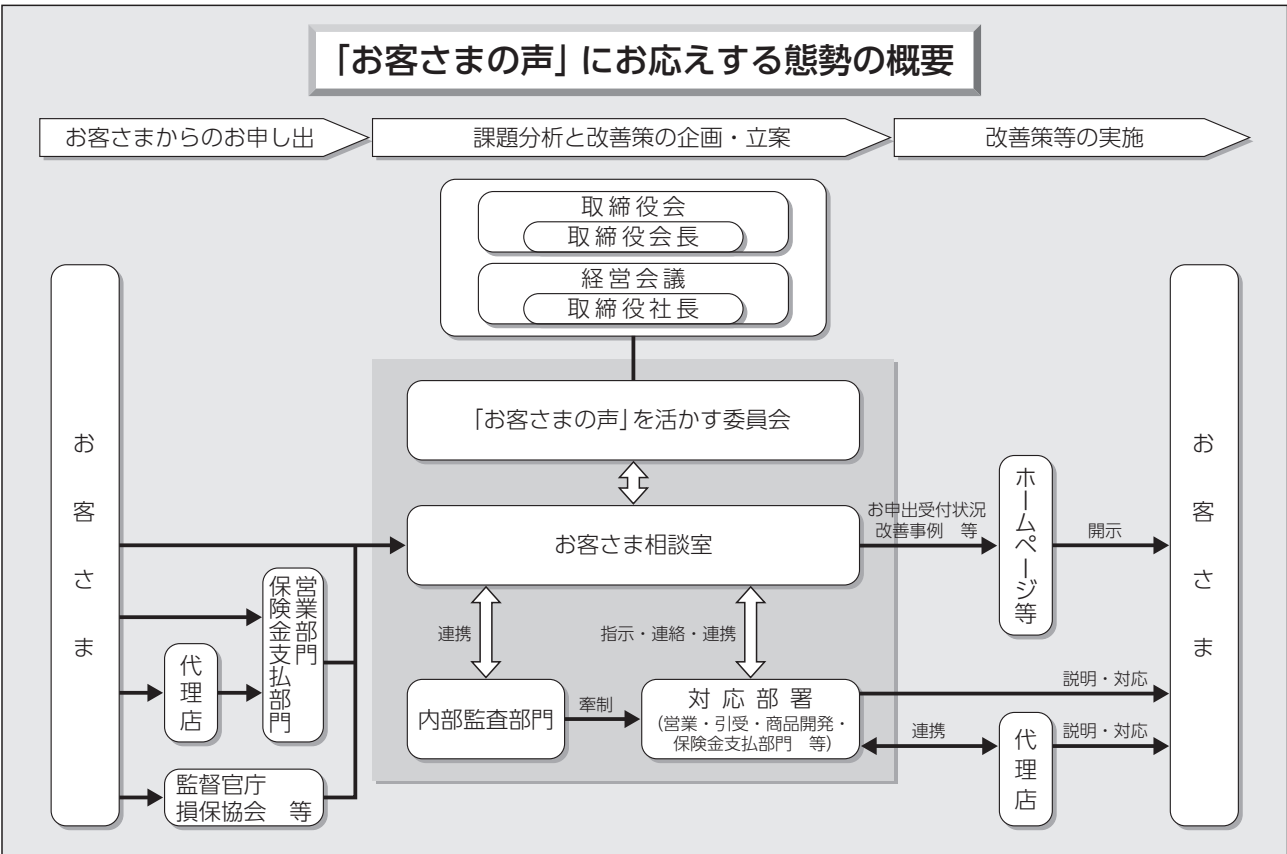 「お客さまの声」にお応えする態勢の概要
お客さまからのお申し出
課題分析と改善策の企画・立案
改善策等の実施
取締役会
取締役会長
経営会議
取締役社長
「お客さまの声」を活かす委員会
お客さま相談室
お客さま
営業部門
保険金支払部門
代理店
監督官庁
損保協会 等
連携
指示・連絡・連携
内部監査部門
牽制
対応部署
(営業・引受・商品開発・
保険金支払部門 等)
お申出受付状況
改善事例 等
ホームページ等
開示
説明・対応
連携
代理店
説明・対応
お客さま